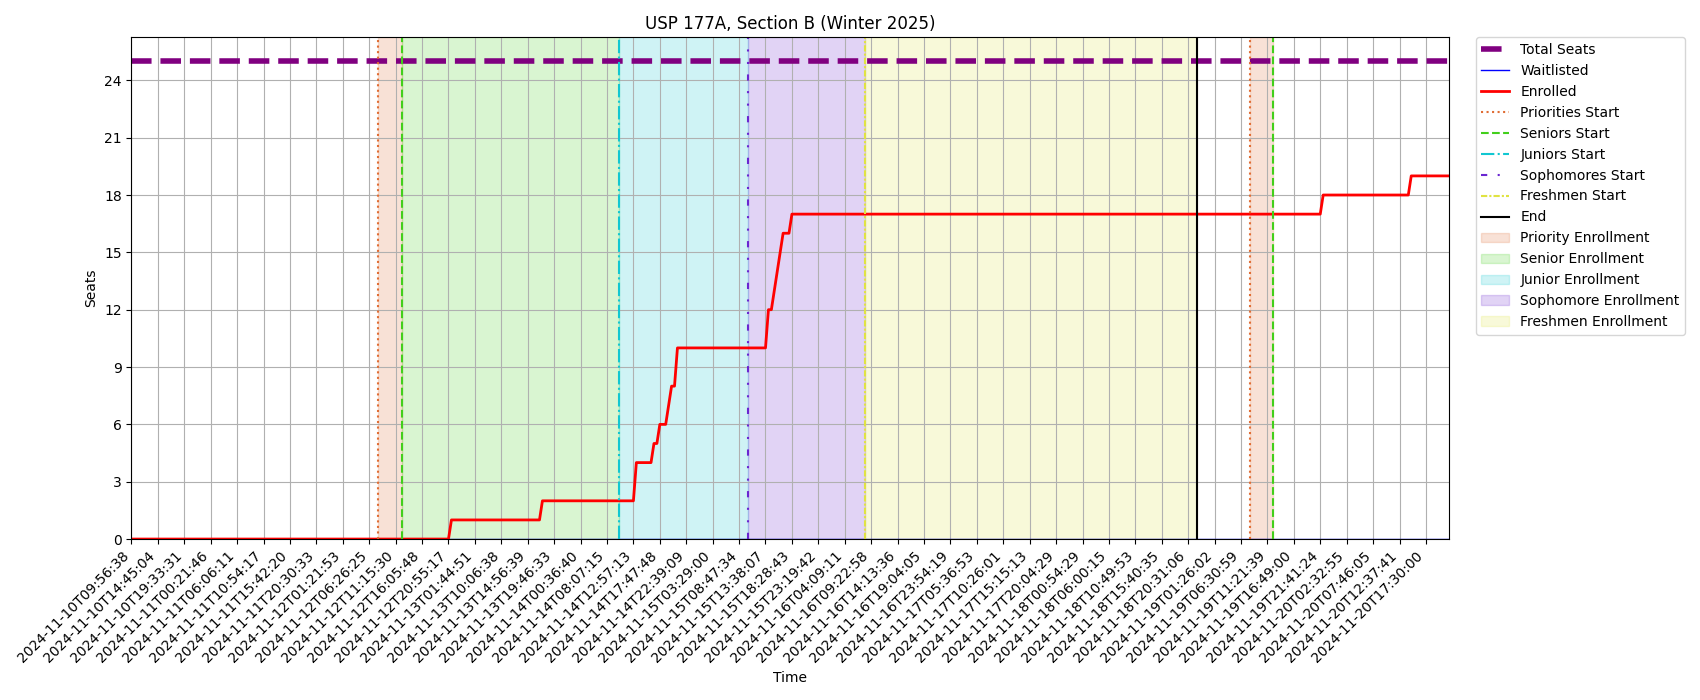 USP 177A, Section B (Winter 2025)
Total Seats
Waitlisted
Enrolled
Priorities Start
Seniors Start
Juniors Start
Sophomores Start
Freshmen Start
End
Priority Enrollment
Senior Enrollment
Junior Enrollment
Sophomore Enrollment
Freshmen Enrollment
Seats
24
21
18
15
12
9
6
3
0
2024-11-10T09:56:38
2024-11-10T14:45:04
2024-11-10T19:33:31
2024-11-11T00:21:46
2024-11-11T06:06:11
2024-11-11T10:54:17
2024-11-11T15:42:20
2024-11-11T20:30:33
2024-11-12T01:21:53
2024-11-12T06:26:25
2024-11-12T11:15:30
2024-11-12T16:05:48
2024-11-12T20:55:17
2024-11-13T01:44:51
2024-11-13T10:06:38
2024-11-13T14:56:39
2024-11-13T19:46:33
2024-11-14T00:36:40
2024-11-14T08:07:15
2024-11-14T12:57:13
2024-11-14T17:47:48
2024-11-14T22:39:09
2024-11-15T03:29:00
2024-11-15T08:47:34
2024-11-15T13:38:07
2024-11-15T18:28:43
2024-11-15T23:19:42
2024-11-16T04:09:11
2024-11-16T09:22:58
2024-11-16T14:13:36
2024-11-16T19:04:05
2024-11-16T23:54:19
2024-11-17T05:36:53
2024-11-17T10:26:01
2024-11-17T15:15:13
2024-11-17T20:04:29
2024-11-18T00:54:29
2024-11-18T06:00:15
2024-11-18T10:49:53
2024-11-18T15:40:35
2024-11-18T20:31:06
2024-11-19T01:26:02
2024-11-19T06:30:59
2024-11-19T11:21:39
2024-11-19T16:49:00
2024-11-19T21:41:24
2024-11-20T02:32:55
2024-11-20T07:46:05
2024-11-20T12:37:41
2024-11-20T17:30:00
Time